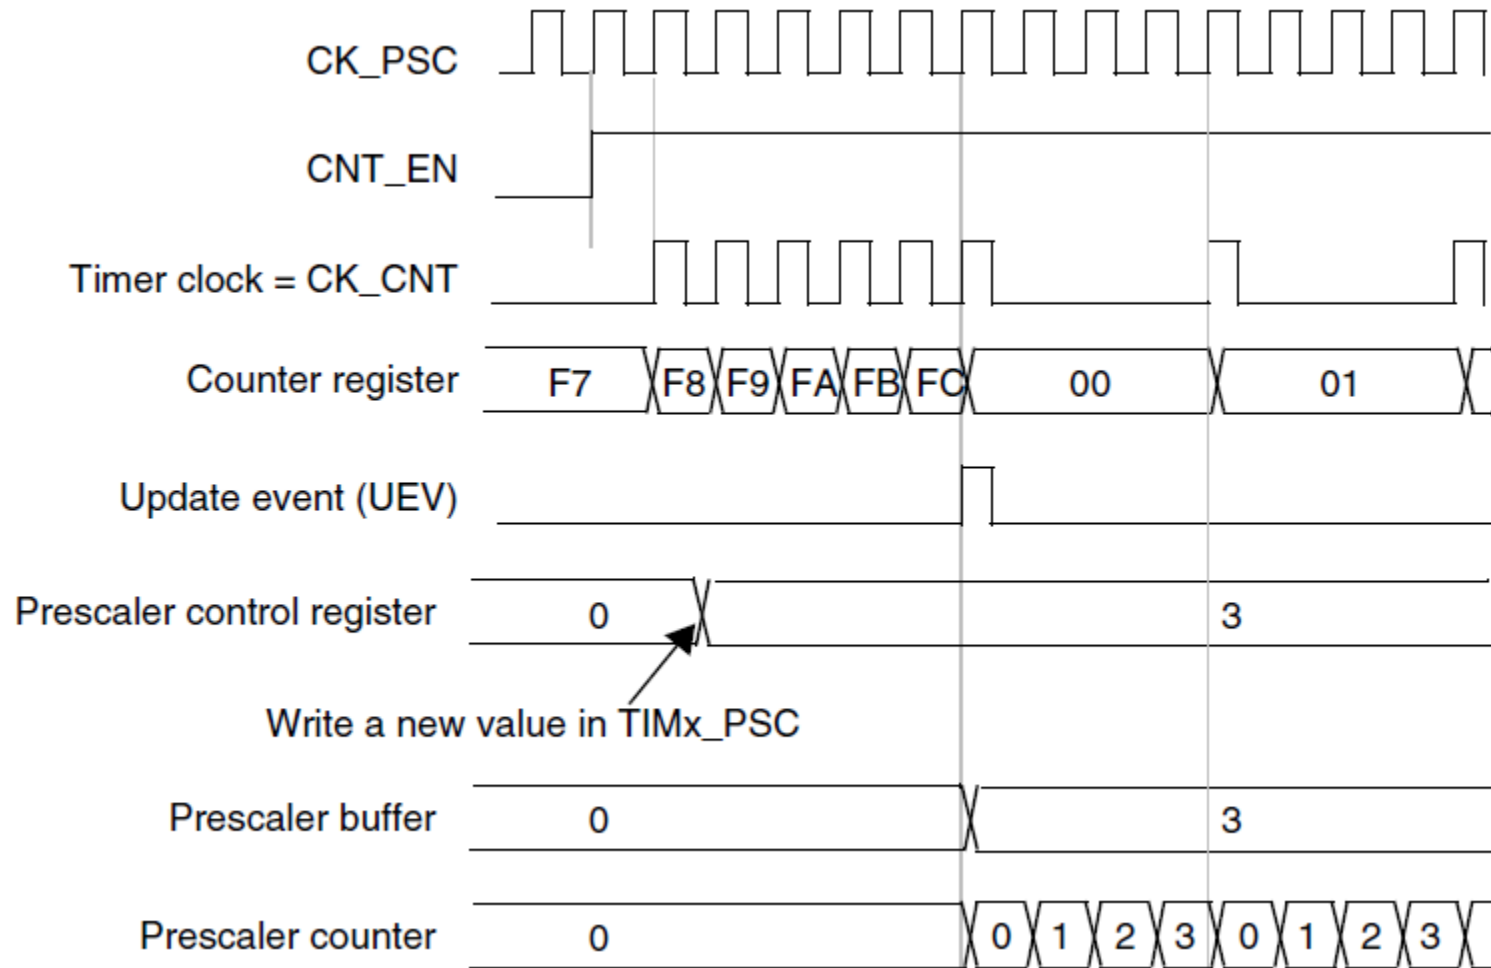 CK_PSC
CNT_EN
Timer clock = CK_CNT
Counter register F7 F8 F9 FA FB FC 00 01
Update event (UEV)
Prescaler control register 0 3
Write a new value in TIMx_PSC
Prescaler buffer 0 3
Prescaler counter 0 0 1 2 3 0 1 2 3